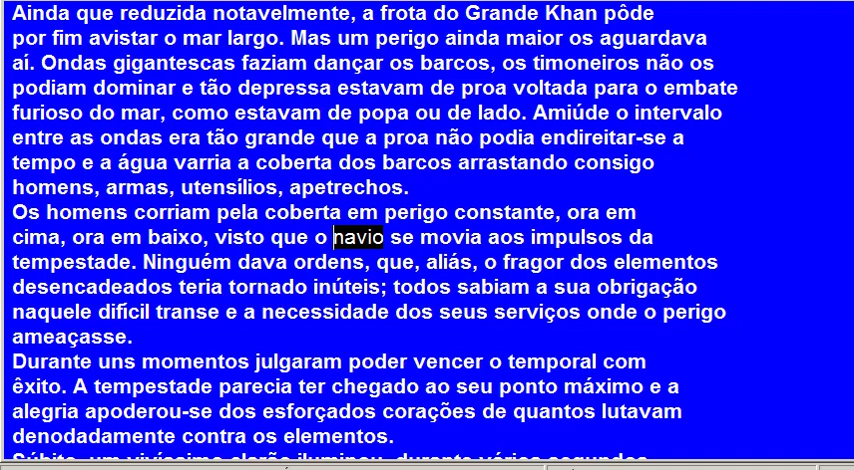 Ainda que reduzida notavelmente, a frota do Grande Khan pôde
por fim avistar o mar largo. Mas um perigo ainda maior os aguardava
aí. Ondas gigantescas faziam dançar os barcos, os timoneiros não os
podiam dominar e tão depressa estavam de proa voltada para o embate
furioso do mar, como estavam de popa ou de lado. Amiúde o intervalo
entre as ondas era tão grande que a proa não podia endireitar-se a
tempo e a água varria a coberta dos barcos arrastando consigo
homens, armas, utensílios, apetrechos.
Os homens corriam pela coberta em perigo constante, ora em
cima, ora em baixo, visto que o navio se movia aos impulsos da
tempestade. Ninguém dava ordens, que, aliás, o fragor dos elementos
desencadeados teria tornado inúteis; todos sabiam a sua obrigação
naquele difícil transe e a necessidade dos seus serviços onde o perigo
ameaçasse.
Durante uns momentos julgaram poder vencer o temporal com
êxito. A tempestade parecia ter chegado ao seu ponto máximo e a
alegria apoderou-se dos esforçados corações de quantos lutavam
denodadamente contra os elementos.
Súbito, um vivíssimo clarão iluminou, durante vários segundos